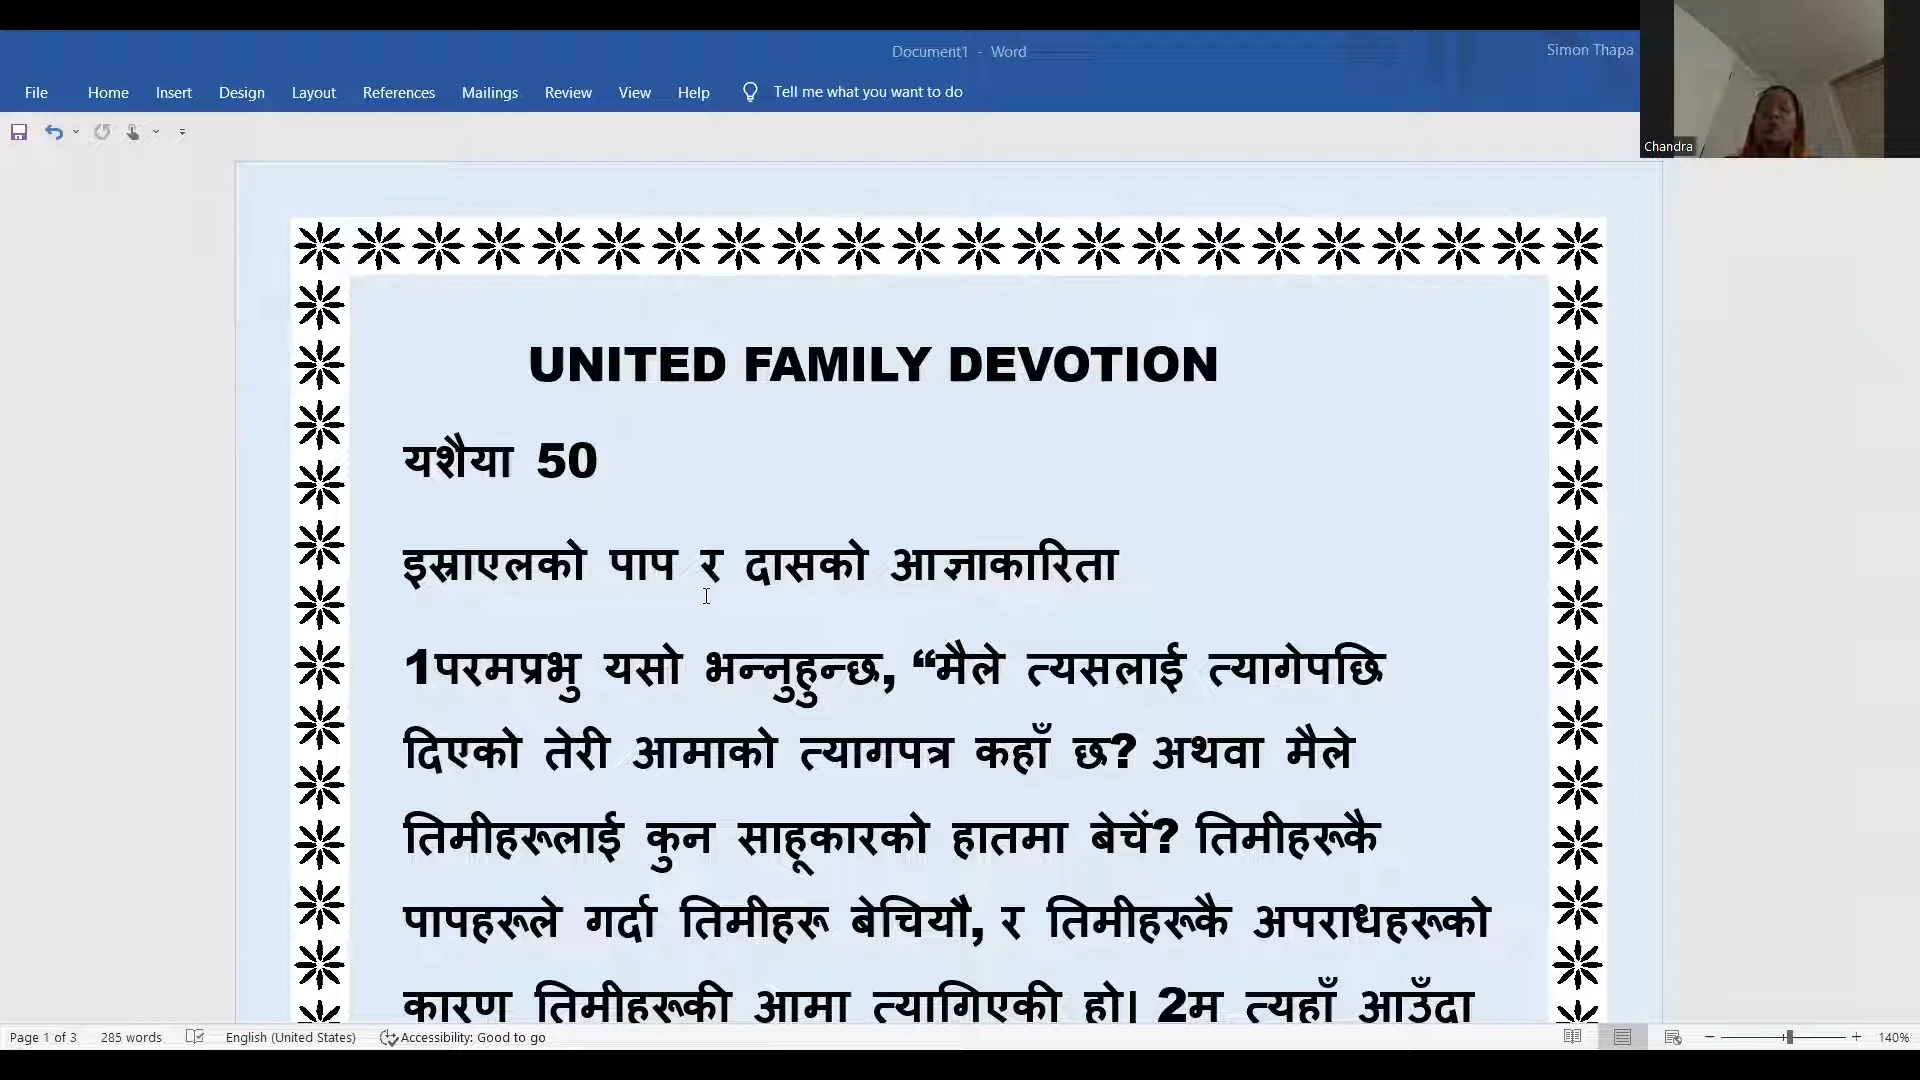 Document1 - Word
Simon Thapa
File Home Insert Design Layout References Mailings Review View Help Tell me what you want to do
Chandra
UNITED FAMILY DEVOTION
यशैया 50
इस्राएलको पाप र दासको आज्ञाकारिता
1परमप्रभु यसो भन्नुहुन्छ, “मैले त्यसलाई त्यागेपछि
दिएको तेरी आमाको त्यागपत्र कहाँ छ? अथवा मैले
तिमीहरूलाई कुन साहूकारको हातमा बेचें? तिमीहरूकै
पापहरूले गर्दा तिमीहरू बेचियौ, र तिमीहरूकै अपराधहरूको
कारण तिमीहरूकी आमा त्यागिएकी हो। 2म त्यहाँ आउँदा
Page 1 of 3 285 words English (United States) Accessibility: Good to go 140%